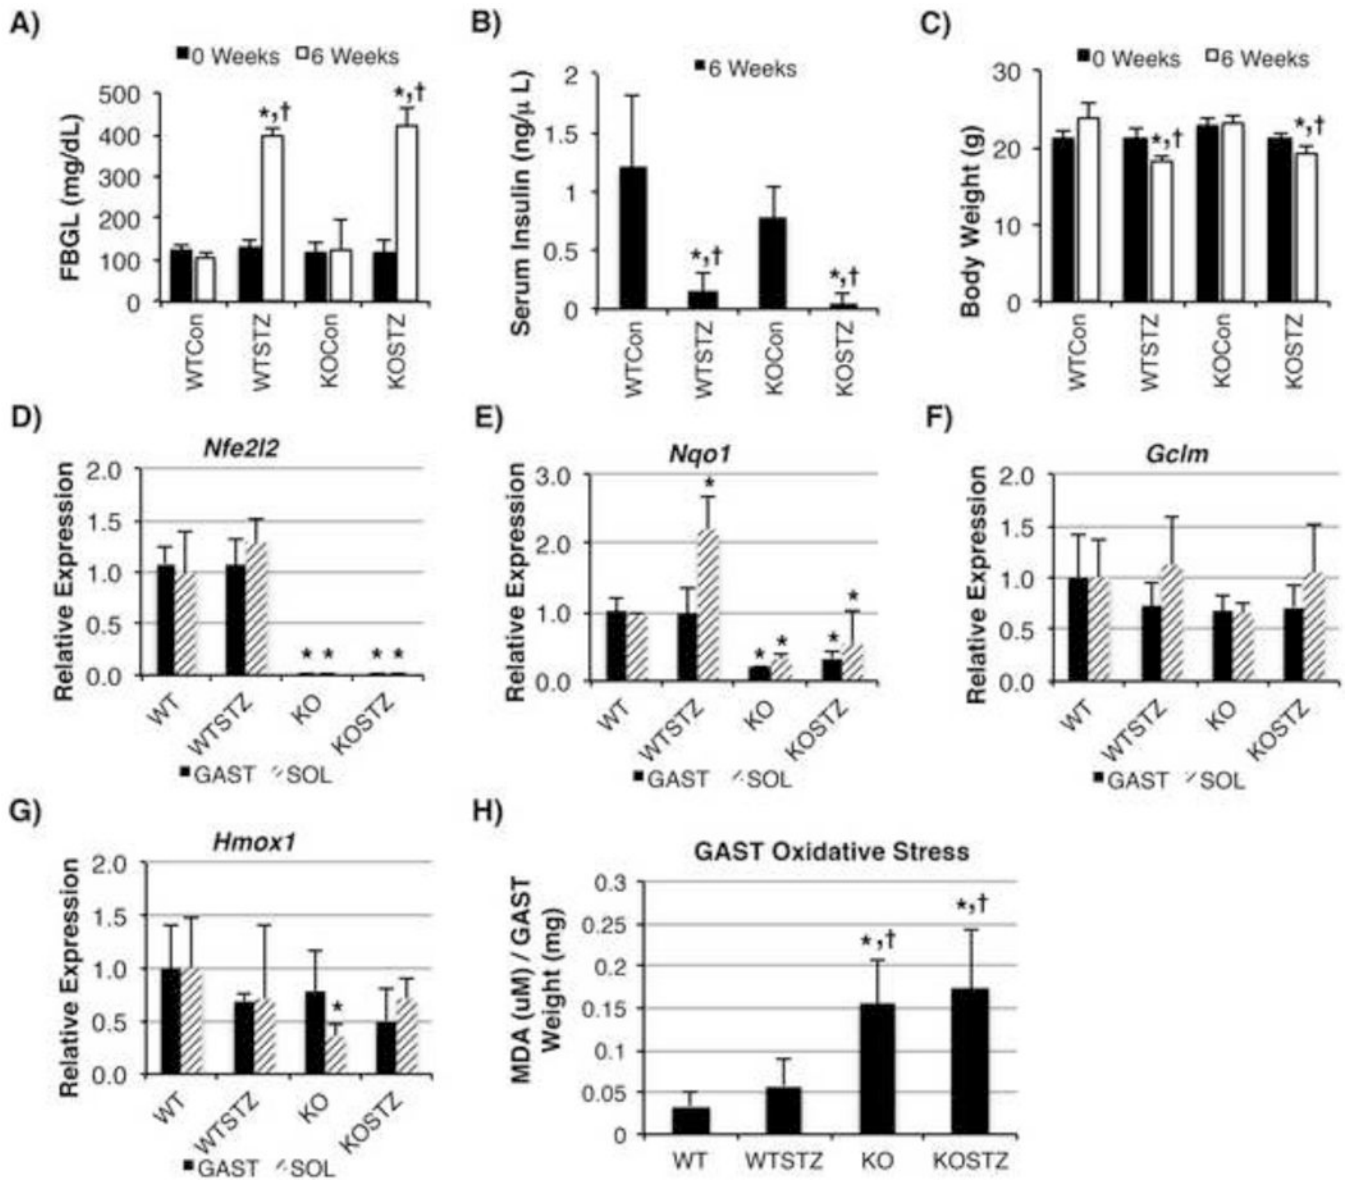 A)
■0 Weeks □6 Weeks
FBGL (mg/dL)
500
400
300
200
100
0
*,†
*,†
WTCon
WTSTZ
KOCon
KOSTZ
B)
■6 Weeks
Serum Insulin (ng/μ L)
2
1.5
1
0.5
0
*,†
*,†
WTCon
WTSTZ
KOCon
KOSTZ
C)
■0 Weeks □6 Weeks
Body Weight (g)
30
20
10
0
*,†
*,†
WTCon
WTSTZ
KOCon
KOSTZ
D)
Nfe2l2
Relative Expression
2.0
1.5
1.0
0.5
0.0
* * * *
WT
WTSTZ
KO
KOSTZ
■GAST SOL
E)
Nqo1
Relative Expression
3.0
2.0
1.0
0.0
*
* *
* *
WT
WTSTZ
KO
KOSTZ
■GAST SOL
F)
Gclm
Relative Expression
2.0
1.5
1.0
0.5
0.0
WT
WTSTZ
KO
KOSTZ
■GAST SOL
G)
Hmox1
Relative Expression
2.0
1.5
1.0
0.5
0.0
*
WT
WTSTZ
KO
KOSTZ
■GAST SOL
H)
GAST Oxidative Stress
MDA (uM) / GAST
Weight (mg)
0.3
0.25
0.2
0.15
0.1
0.05
0
*,†
*,†
WT WTSTZ KO KOSTZ